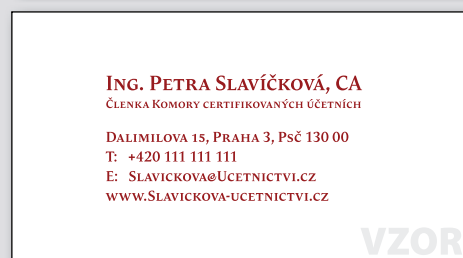 Ing. Petra Slavíčková, CA
Členka Komory certifikovaných účetních
Dalimilova 15, Praha 3, Psč 130 00
T: +420 111 111 111
E: Slavickova@Ucetnictvi.cz
www.Slavickova-ucetnictvi.cz
VZOR